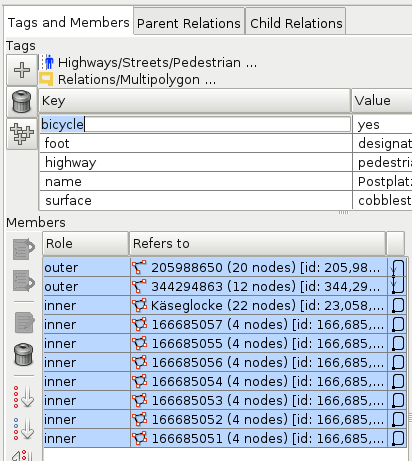 Tags and Members Parent Relations Child Relations
Tags
Highways/Streets/Pedestrian ...
Relations/Multipolygon ...
Key Value
bicycle yes
foot designat
highway pedestri
name Postplatz
surface cobblest
Members
Role Refers to
outer 205988650 (20 nodes) [id: 205,98...
outer 344294863 (12 nodes) [id: 344,29...
inner Käseglocke (22 nodes) [id: 23,058,...
inner 166685057 (4 nodes) [id: 166,685,...
inner 166685055 (4 nodes) [id: 166,685,...
inner 166685056 (4 nodes) [id: 166,685,...
inner 166685054 (4 nodes) [id: 166,685,...
inner 166685053 (4 nodes) [id: 166,685,...
inner 166685052 (4 nodes) [id: 166,685,...
inner 166685051 (4 nodes) [id: 166,685,...